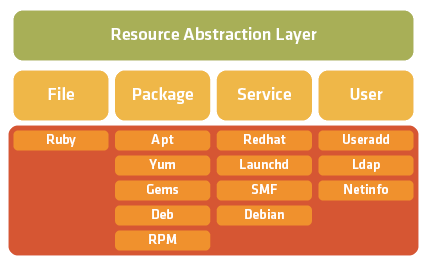 Resource Abstraction Layer
File Package Service User
Ruby Apt Redhat Useradd
Yum Launchd Ldap
Gems SMF Netinfo
Deb Debian
RPM